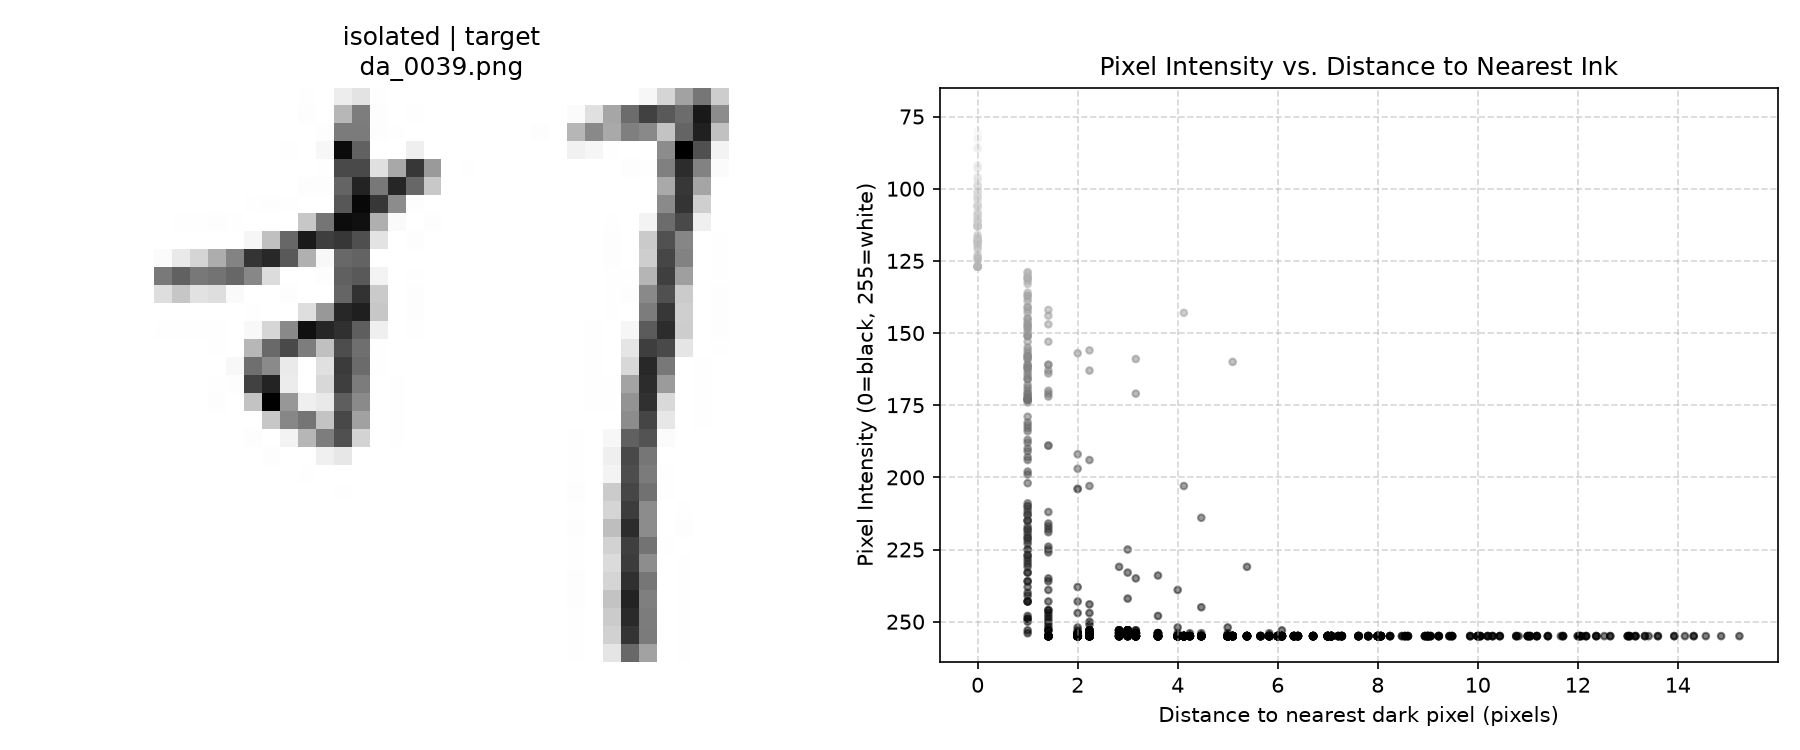 isolated | target
da_0039.png
Pixel Intensity vs. Distance to Nearest Ink
Pixel Intensity (0=black, 255=white)
75
100
125
150
175
200
225
250
0 2 4 6 8 10 12 14
Distance to nearest dark pixel (pixels)